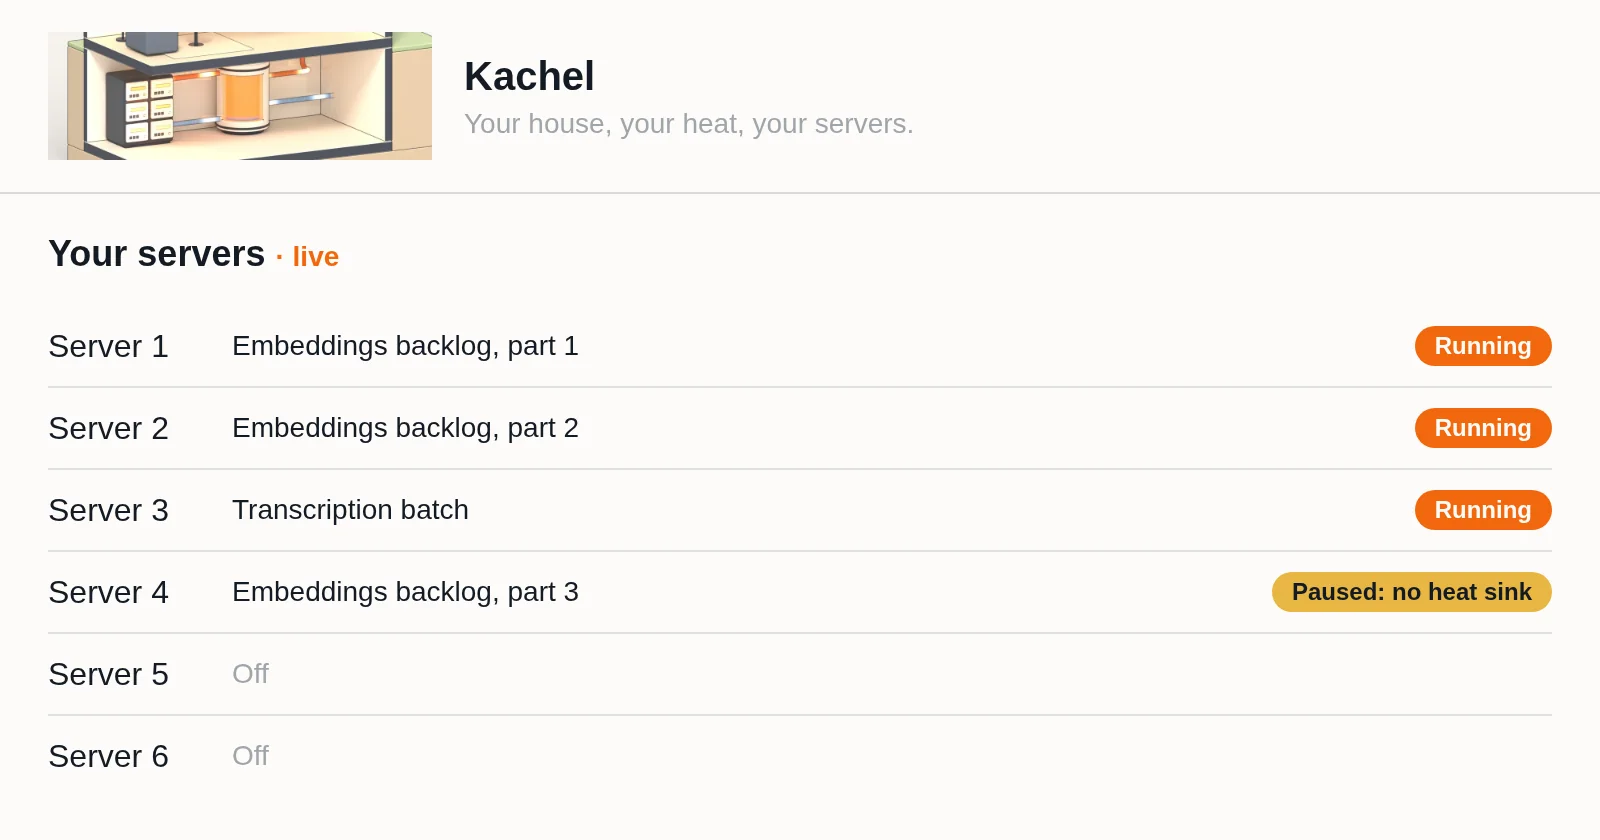 Kachel
Your house, your heat, your servers.
Your servers · live
Server 1 Embeddings backlog, part 1 Running
Server 2 Embeddings backlog, part 2 Running
Server 3 Transcription batch Running
Server 4 Embeddings backlog, part 3 Paused: no heat sink
Server 5 Off
Server 6 Off